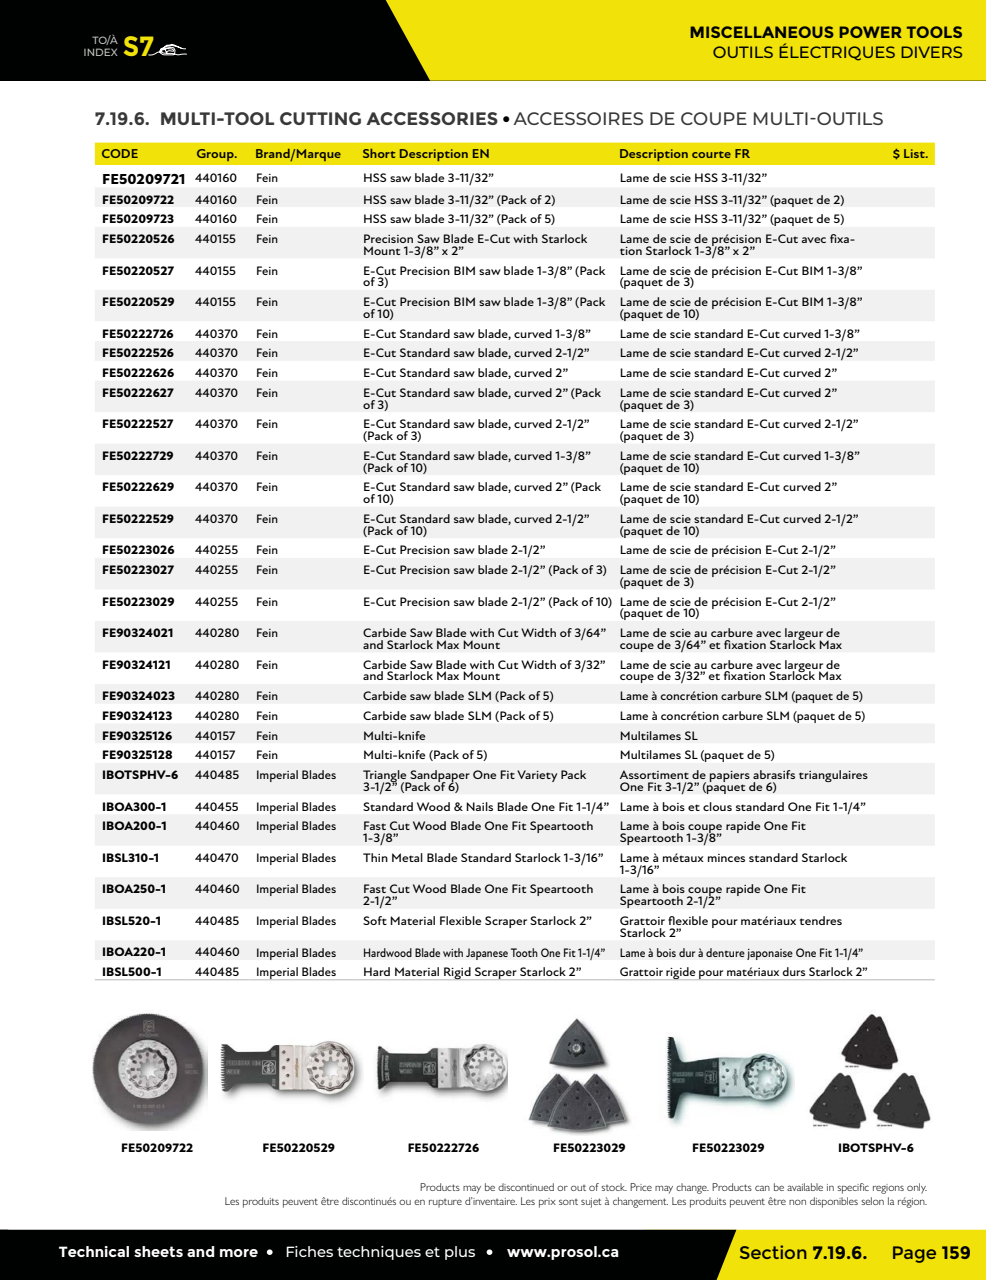 TO/À
INDEX S7
MISCELLANEOUS POWER TOOLS
OUTILS ÉLECTRIQUES DIVERS
7.19.6. MULTI-TOOL CUTTING ACCESSORIES • ACCESSOIRES DE COUPE MULTI-OUTILS
CODE Group. Brand/Marque Short Description EN Description courte FR $ List.
FE50209721 440160 Fein HSS saw blade 3-11/32” Lame de scie HSS 3-11/32”
FE50209722 440160 Fein HSS saw blade 3-11/32” (Pack of 2) Lame de scie HSS 3-11/32” (paquet de 2)
FE50209723 440160 Fein HSS saw blade 3-11/32” (Pack of 5) Lame de scie HSS 3-11/32” (paquet de 5)
FE50220526 440155 Fein Precision Saw Blade E-Cut with Starlock Lame de scie de précision E-Cut avec fixa-
Mount 1-3/8” x 2” tion Starlock 1-3/8” x 2”
FE50220527 440155 Fein E-Cut Precision BIM saw blade 1-3/8” (Pack Lame de scie de précision E-Cut BIM 1-3/8”
of 3) (paquet de 3)
FE50220529 440155 Fein E-Cut Precision BIM saw blade 1-3/8” (Pack Lame de scie de précision E-Cut BIM 1-3/8”
of 10) (paquet de 10)
FE50222726 440370 Fein E-Cut Standard saw blade, curved 1-3/8” Lame de scie standard E-Cut curved 1-3/8”
FE50222526 440370 Fein E-Cut Standard saw blade, curved 2-1/2” Lame de scie standard E-Cut curved 2-1/2”
FE50222626 440370 Fein E-Cut Standard saw blade, curved 2” Lame de scie standard E-Cut curved 2”
FE50222627 440370 Fein E-Cut Standard saw blade, curved 2” (Pack Lame de scie standard E-Cut curved 2”
of 3) (paquet de 3)
FE50222527 440370 Fein E-Cut Standard saw blade, curved 2-1/2” Lame de scie standard E-Cut curved 2-1/2”
(Pack of 3) (paquet de 3)
FE50222729 440370 Fein E-Cut Standard saw blade, curved 1-3/8” Lame de scie standard E-Cut curved 1-3/8”
(Pack of 10) (paquet de 10)
FE50222629 440370 Fein E-Cut Standard saw blade, curved 2” (Pack Lame de scie standard E-Cut curved 2”
of 10) (paquet de 10)
FE50222529 440370 Fein E-Cut Standard saw blade, curved 2-1/2” Lame de scie standard E-Cut curved 2-1/2”
(Pack of 10) (paquet de 10)
FE50223026 440255 Fein E-Cut Precision saw blade 2-1/2” Lame de scie de précision E-Cut 2-1/2”
FE50223027 440255 Fein E-Cut Precision saw blade 2-1/2” (Pack of 3) Lame de scie de précision E-Cut 2-1/2”
(paquet de 3)
FE50223029 440255 Fein E-Cut Precision saw blade 2-1/2” (Pack of 10) Lame de scie de précision E-Cut 2-1/2”
(paquet de 10)
FE90324021 440280 Fein Carbide Saw Blade with Cut Width of 3/64” Lame de scie au carbure avec largeur de
and Starlock Max Mount coupe de 3/64” et fixation Starlock Max
FE90324121 440280 Fein Carbide Saw Blade with Cut Width of 3/32” Lame de scie au carbure avec largeur de
and Starlock Max Mount coupe de 3/32” et fixation Starlock Max
FE90324023 440280 Fein Carbide saw blade SLM (Pack of 5) Lame à concrétion carbure SLM (paquet de 5)
FE90324123 440280 Fein Carbide saw blade SLM (Pack of 5) Lame à concrétion carbure SLM (paquet de 5)
FE90325126 440157 Fein Multi-knife Multilames SL
FE90325128 440157 Fein Multi-knife (Pack of 5) Multilames SL (paquet de 5)
IBOTSPHV-6 440485 Imperial Blades Triangle Sandpaper One Fit Variety Pack Assortiment de papiers abrasifs triangulaires
3-1/2” (Pack of 6) One Fit 3-1/2” (paquet de 6)
IBOA300-1 440455 Imperial Blades Standard Wood & Nails Blade One Fit 1-1/4” Lame à bois et clous standard One Fit 1-1/4”
IBOA200-1 440460 Imperial Blades Fast Cut Wood Blade One Fit Speartooth Lame à bois coupe rapide One Fit
1-3/8” Speartooth 1-3/8”
IBSL310-1 440470 Imperial Blades Thin Metal Blade Standard Starlock 1-3/16” Lame à métaux minces standard Starlock
1-3/16”
IBOA250-1 440460 Imperial Blades Fast Cut Wood Blade One Fit Speartooth Lame à bois coupe rapide One Fit
2-1/2” Speartooth 2-1/2”
IBSL520-1 440485 Imperial Blades Soft Material Flexible Scraper Starlock 2” Grattoir flexible pour matériaux tendres
Starlock 2”
IBOA220-1 440460 Imperial Blades Hardwood Blade with Japanese Tooth One Fit 1-1/4” Lame à bois dur à denture japonaise One Fit 1-1/4”
IBSL500-1 440485 Imperial Blades Hard Material Rigid Scraper Starlock 2” Grattoir rigide pour matériaux durs Starlock 2”
FE50209722 FE50220529 FE50222726 FE50223029 FE50223029 IBOTSPHV-6
Products may be discontinued or out of stock. Price may change. Products can be available in specific regions only.
Les produits peuvent être discontinués ou en rupture d’inventaire. Les prix sont sujet à changement. Les produits peuvent être non disponibles selon la région.
Technical sheets and more • Fiches techniques et plus • www.prosol.ca
Section 7.19.6. Page 159